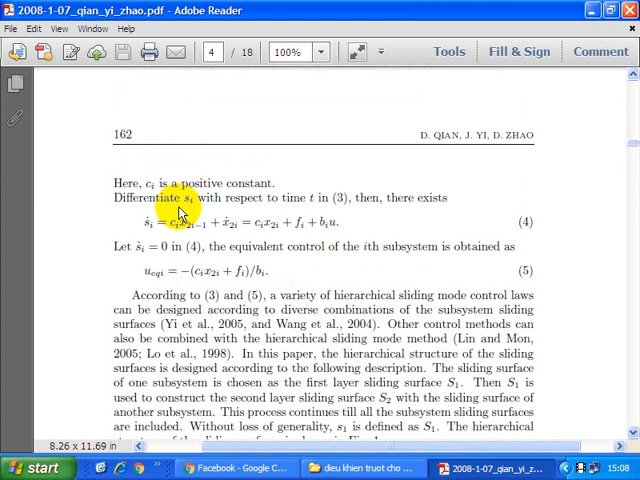 2008-1-07_qian_yi_zhao.pdf - Adobe Reader
File Edit View Window Help
4 / 18 100% Tools Fill & Sign Comment
162 D. QIAN, J. YI, D. ZHAO
Here, cᵢ is a positive constant.
Differentiate sᵢ with respect to time t in (3), then, there exists
ṡᵢ = cᵢẋ₂ᵢ₋₁ + ẋ₂ᵢ = cᵢx₂ᵢ + fᵢ + bᵢu. (4)
Let ṡᵢ = 0 in (4), the equivalent control of the ith subsystem is obtained as
u_eqi = −(cᵢx₂ᵢ + fᵢ)/bᵢ. (5)
According to (3) and (5), a variety of hierarchical sliding mode control laws
can be designed according to diverse combinations of the subsystem sliding
surfaces (Yi et al., 2005, and Wang et al., 2004). Other control methods can
also be combined with the hierarchical sliding mode method (Lin and Mon,
2005; Lo et al., 1998). In this paper, the hierarchical structure of the sliding
surfaces is designed according to the following description. The sliding surface
of one subsystem is chosen as the first layer sliding surface S₁. Then S₁ is
used to construct the second layer sliding surface S₂ with the sliding surface of
another subsystem. This process continues till all the subsystem sliding surfaces
are included. Without loss of generality, s₁ is defined as S₁. The hierarchical
8.26 x 11.69 in
start Facebook - Google C... dieu khien truot cho ... 2008-1-07_qian_yi_z... 15:08